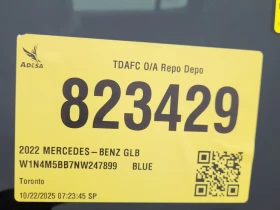 ADESA
TDAFC O/A Repo Depo
823429
2022 MERCEDES-BENZ GLB
W1N4M5BB7NW247899 BLUE
Toronto
10/22/2025 07:23:45 SP